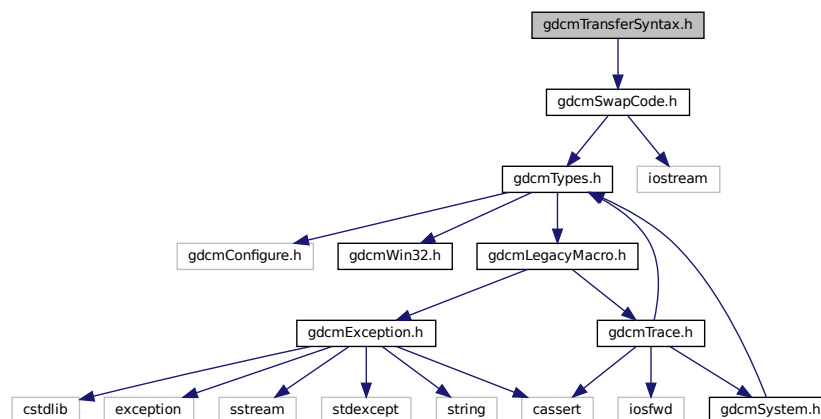 gdcmTransferSyntax.h
gdcmSwapCode.h
gdcmTypes.h
iostream
gdcmConfigure.h
gdcmWin32.h
gdcmLegacyMacro.h
gdcmException.h
gdcmTrace.h
cstdlib
exception
sstream
stdexcept
string
cassert
iosfwd
gdcmSystem.h